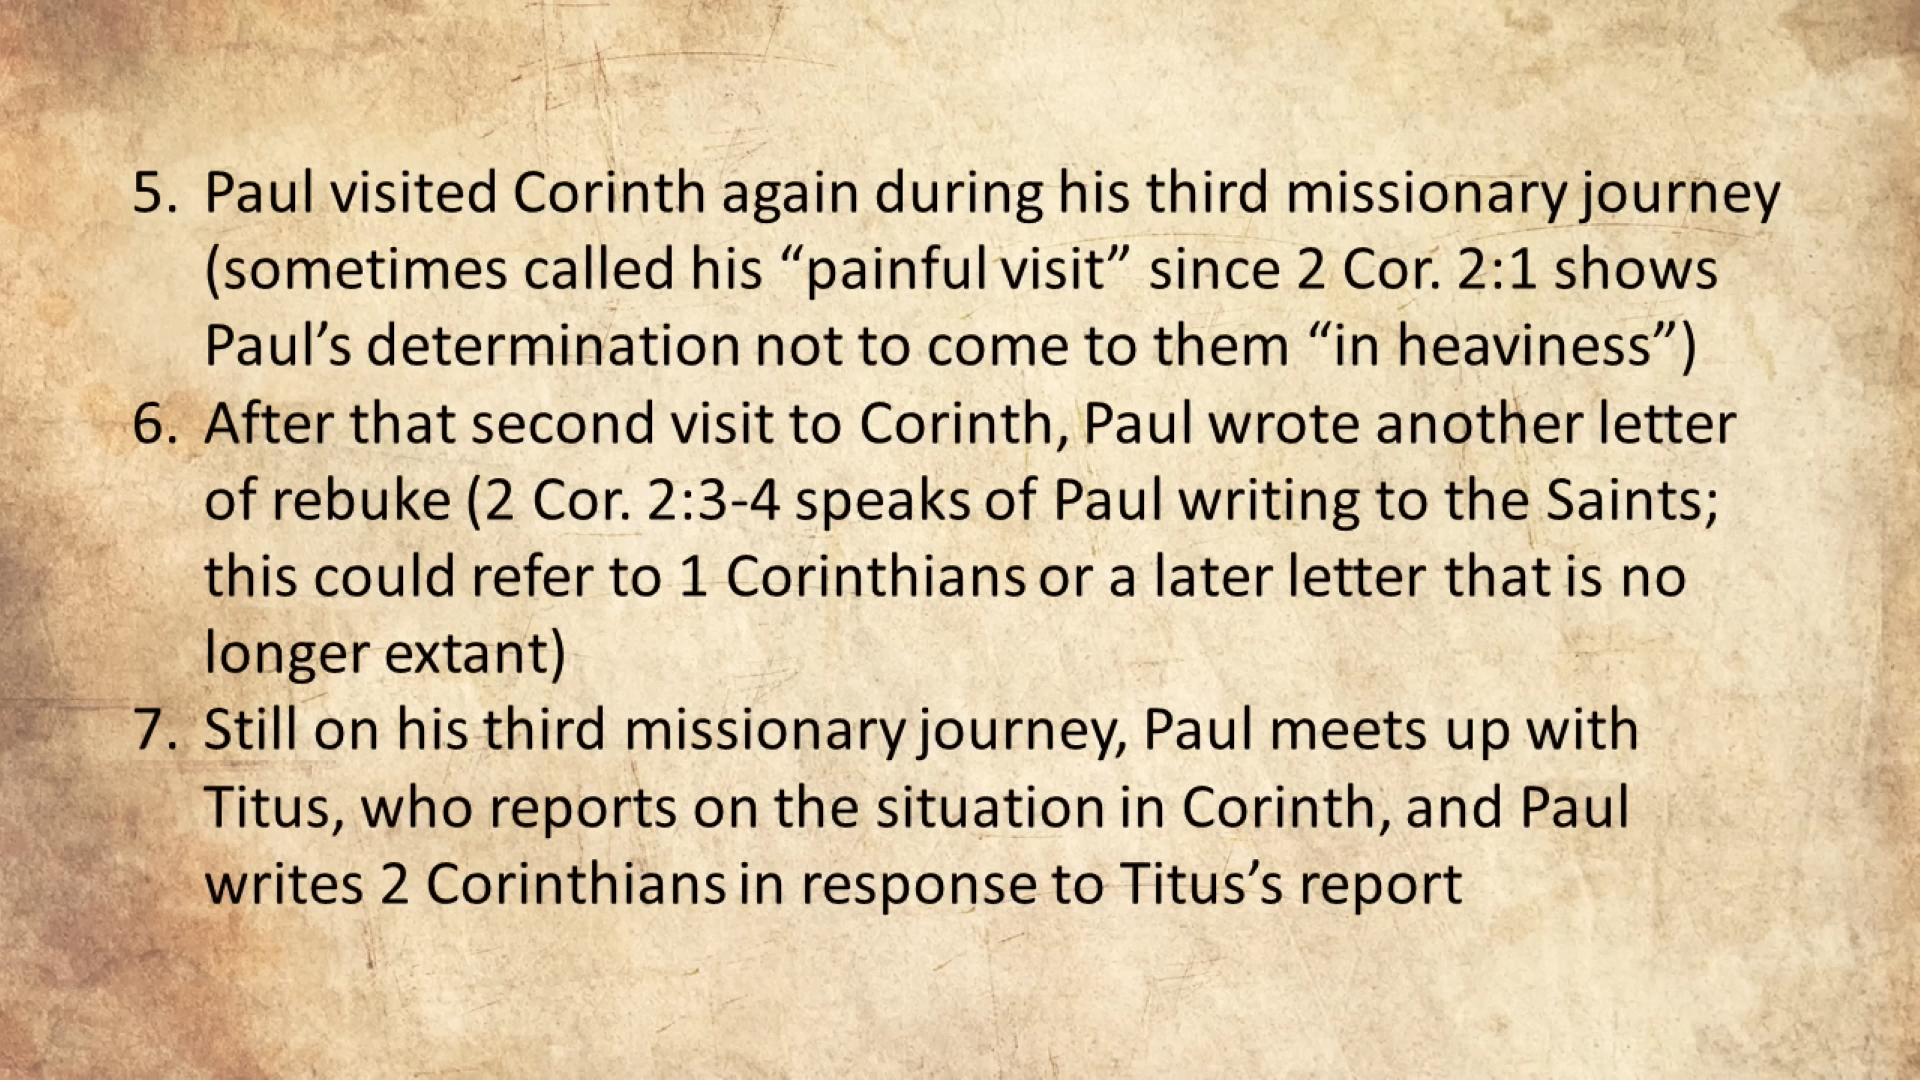 5. Paul visited Corinth again during his third missionary journey
(sometimes called his “painful visit” since 2 Cor. 2:1 shows
Paul’s determination not to come to them “in heaviness”)
6. After that second visit to Corinth, Paul wrote another letter
of rebuke (2 Cor. 2:3-4 speaks of Paul writing to the Saints;
this could refer to 1 Corinthians or a later letter that is no
longer extant)
7. Still on his third missionary journey, Paul meets up with
Titus, who reports on the situation in Corinth, and Paul
writes 2 Corinthians in response to Titus’s report